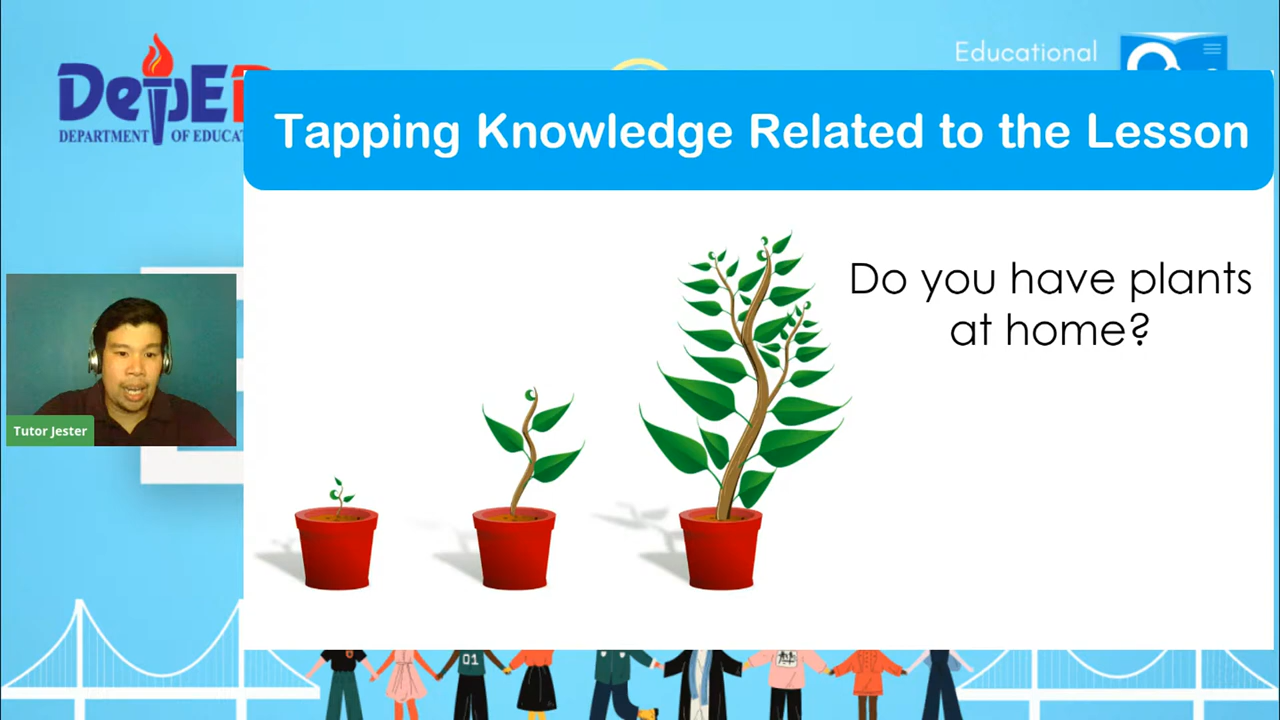 Educational
DepED
DEPARTMENT OF EDUCA
Tapping Knowledge Related to the Lesson
Do you have plants
at home?
Tutor Jester
01